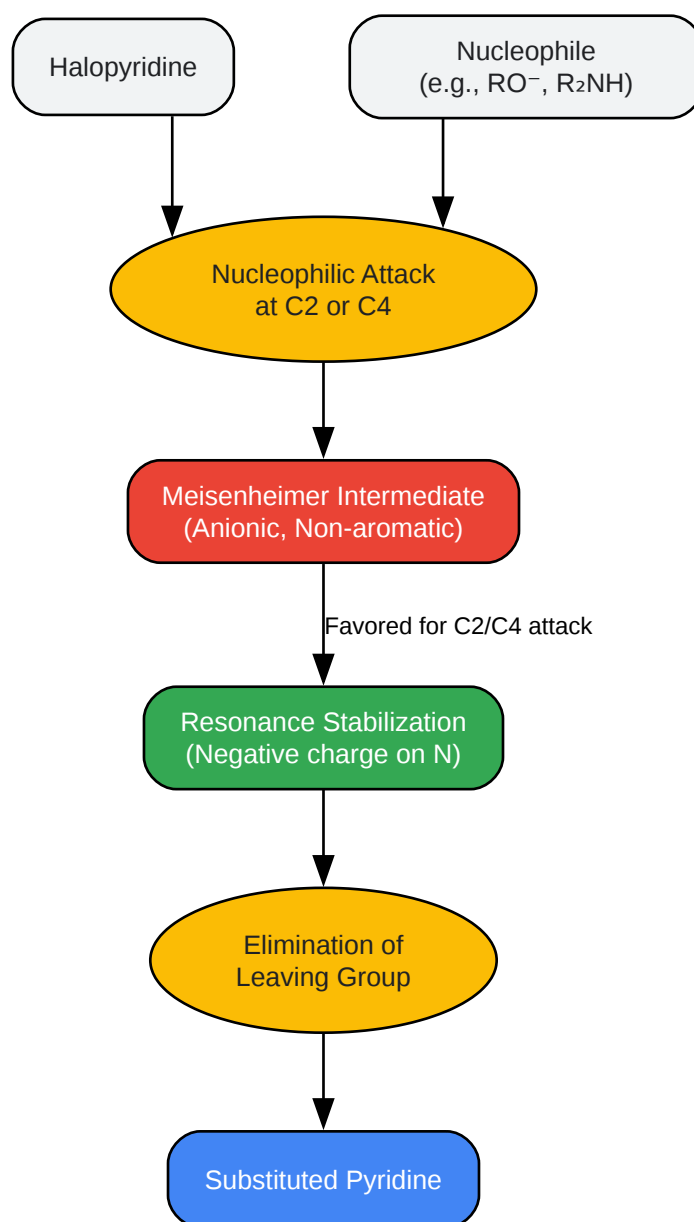 Halopyridine
Nucleophile
(e.g., RO⁻, R₂NH)
Nucleophilic Attack
at C2 or C4
Meisenheimer Intermediate
(Anionic, Non-aromatic)
Favored for C2/C4 attack
Resonance Stabilization
(Negative charge on N)
Elimination of
Leaving Group
Substituted Pyridine